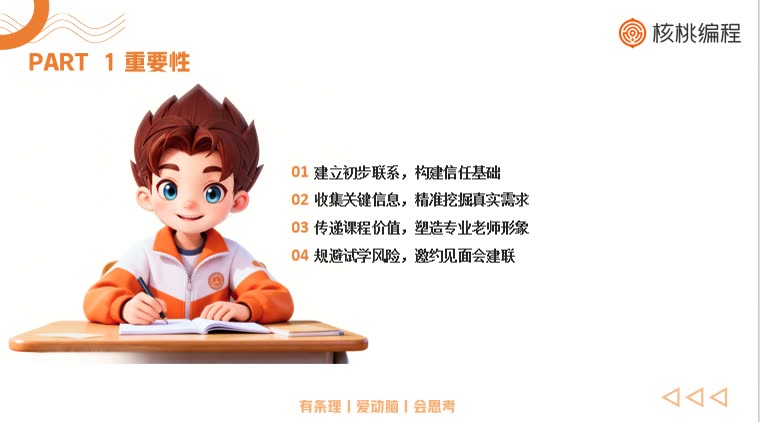 核桃编程
PART 1 重要性
01 建立初步联系，构建信任基础
02 收集关键信息，精准挖掘真实需求
03 传递课程价值，塑造专业老师形象
04 规避试学风险，邀约见面会建联
有条理丨爱动脑丨会思考